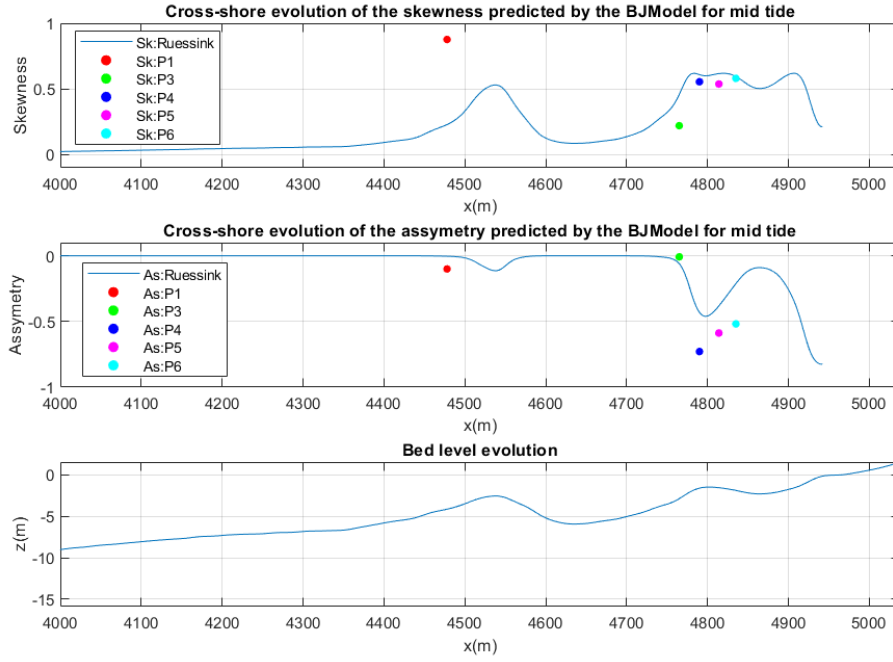 Cross-shore evolution of the skewness predicted by the BJModel for mid tide
Skewness
1
0.5
0
Sk:Ruessink
Sk:P1
Sk:P3
Sk:P4
Sk:P5
Sk:P6
4000 4100 4200 4300 4400 4500 4600 4700 4800 4900 5000
x(m)
Cross-shore evolution of the assymetry predicted by the BJModel for mid tide
Assymetry
0
-0.5
-1
As:Ruessink
As:P1
As:P3
As:P4
As:P5
As:P6
4000 4100 4200 4300 4400 4500 4600 4700 4800 4900 5000
x(m)
Bed level evolution
z(m)
0
-5
-10
-15
4000 4100 4200 4300 4400 4500 4600 4700 4800 4900 5000
x(m)